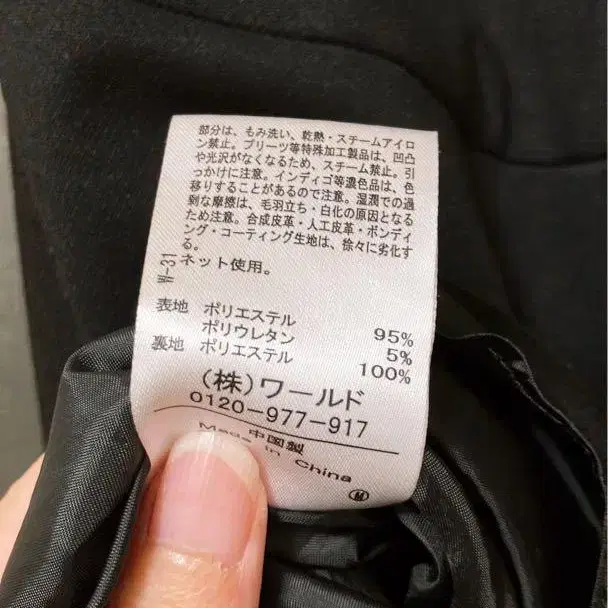 部分は、もみ洗い、乾熱・スチームアイロ
ン禁止。プリーツ等特殊加工製品は、凹凸
や光沢がなくなるため、スチーム禁止。引
っかけに注意。インディゴ等濃色品は、色
移りすることがあるので注意。湿潤での過
剰な摩擦は、毛羽立ち・白化の原因となる
ため注意。合成皮革・人工皮革・ボンディ
ング・コーティング生地は、徐々に劣化す
る。
ネット使用。
W-31
表地 ポリエステル 95%
ポリウレタン 5%
裏地 ポリエステル 100%
(株)ワールド
0120-977-917
中国製
Made in China
M